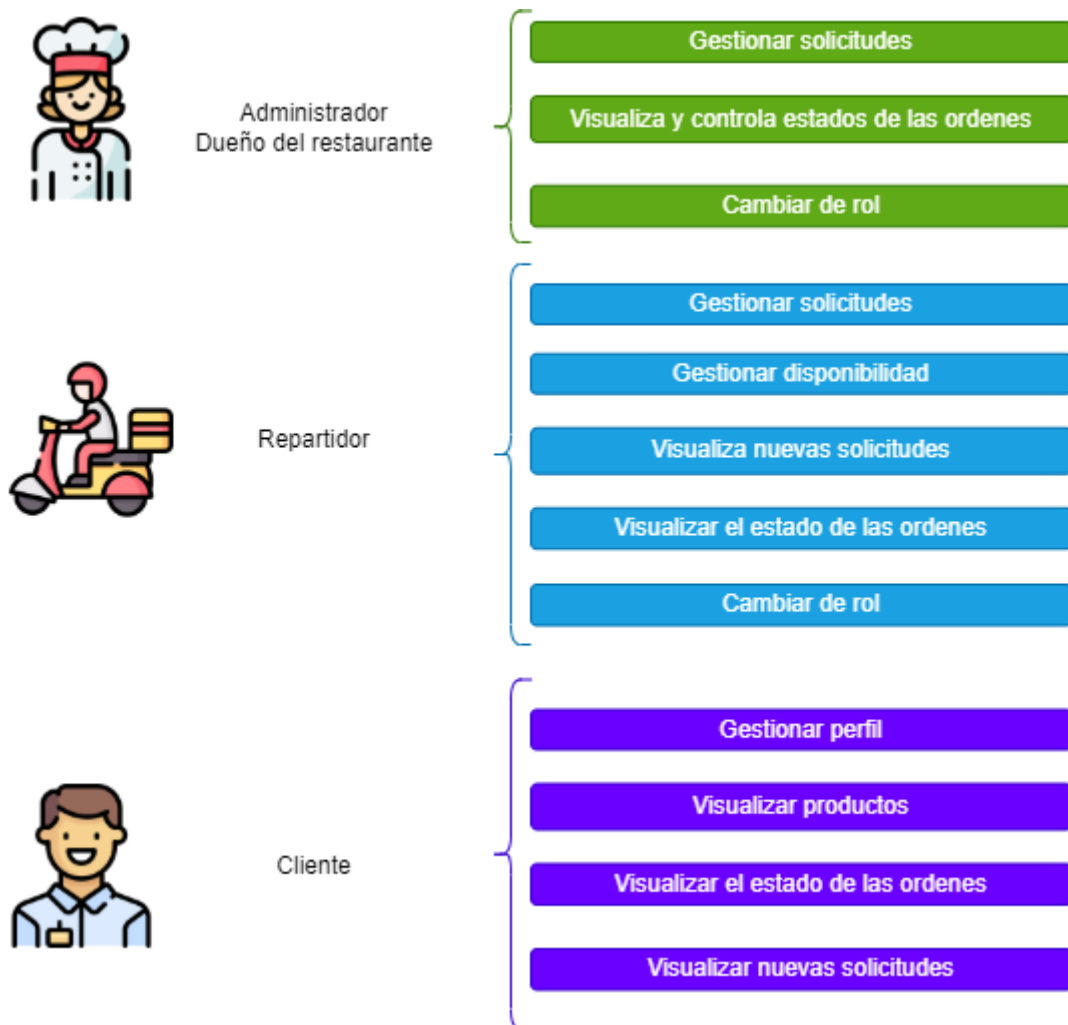 Administrador
Dueño del restaurante
Gestionar solicitudes
Visualiza y controla estados de las ordenes
Cambiar de rol
Repartidor
Gestionar solicitudes
Gestionar disponibilidad
Visualiza nuevas solicitudes
Visualizar el estado de las ordenes
Cambiar de rol
Cliente
Gestionar perfil
Visualizar productos
Visualizar el estado de las ordenes
Visualizar nuevas solicitudes